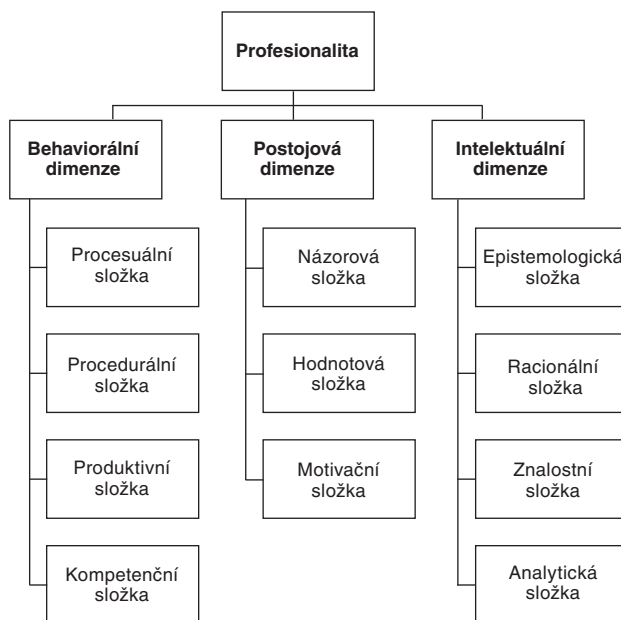 Profesionalita
Behaviorální
dimenze
Procesuální
složka
Procedurální
složka
Produktivní
složka
Kompetenční
složka
Postojová
dimenze
Názorová
složka
Hodnotová
složka
Motivační
složka
Intelektuální
dimenze
Epistemologická
složka
Racionální
složka
Znalostní
složka
Analytická
složka